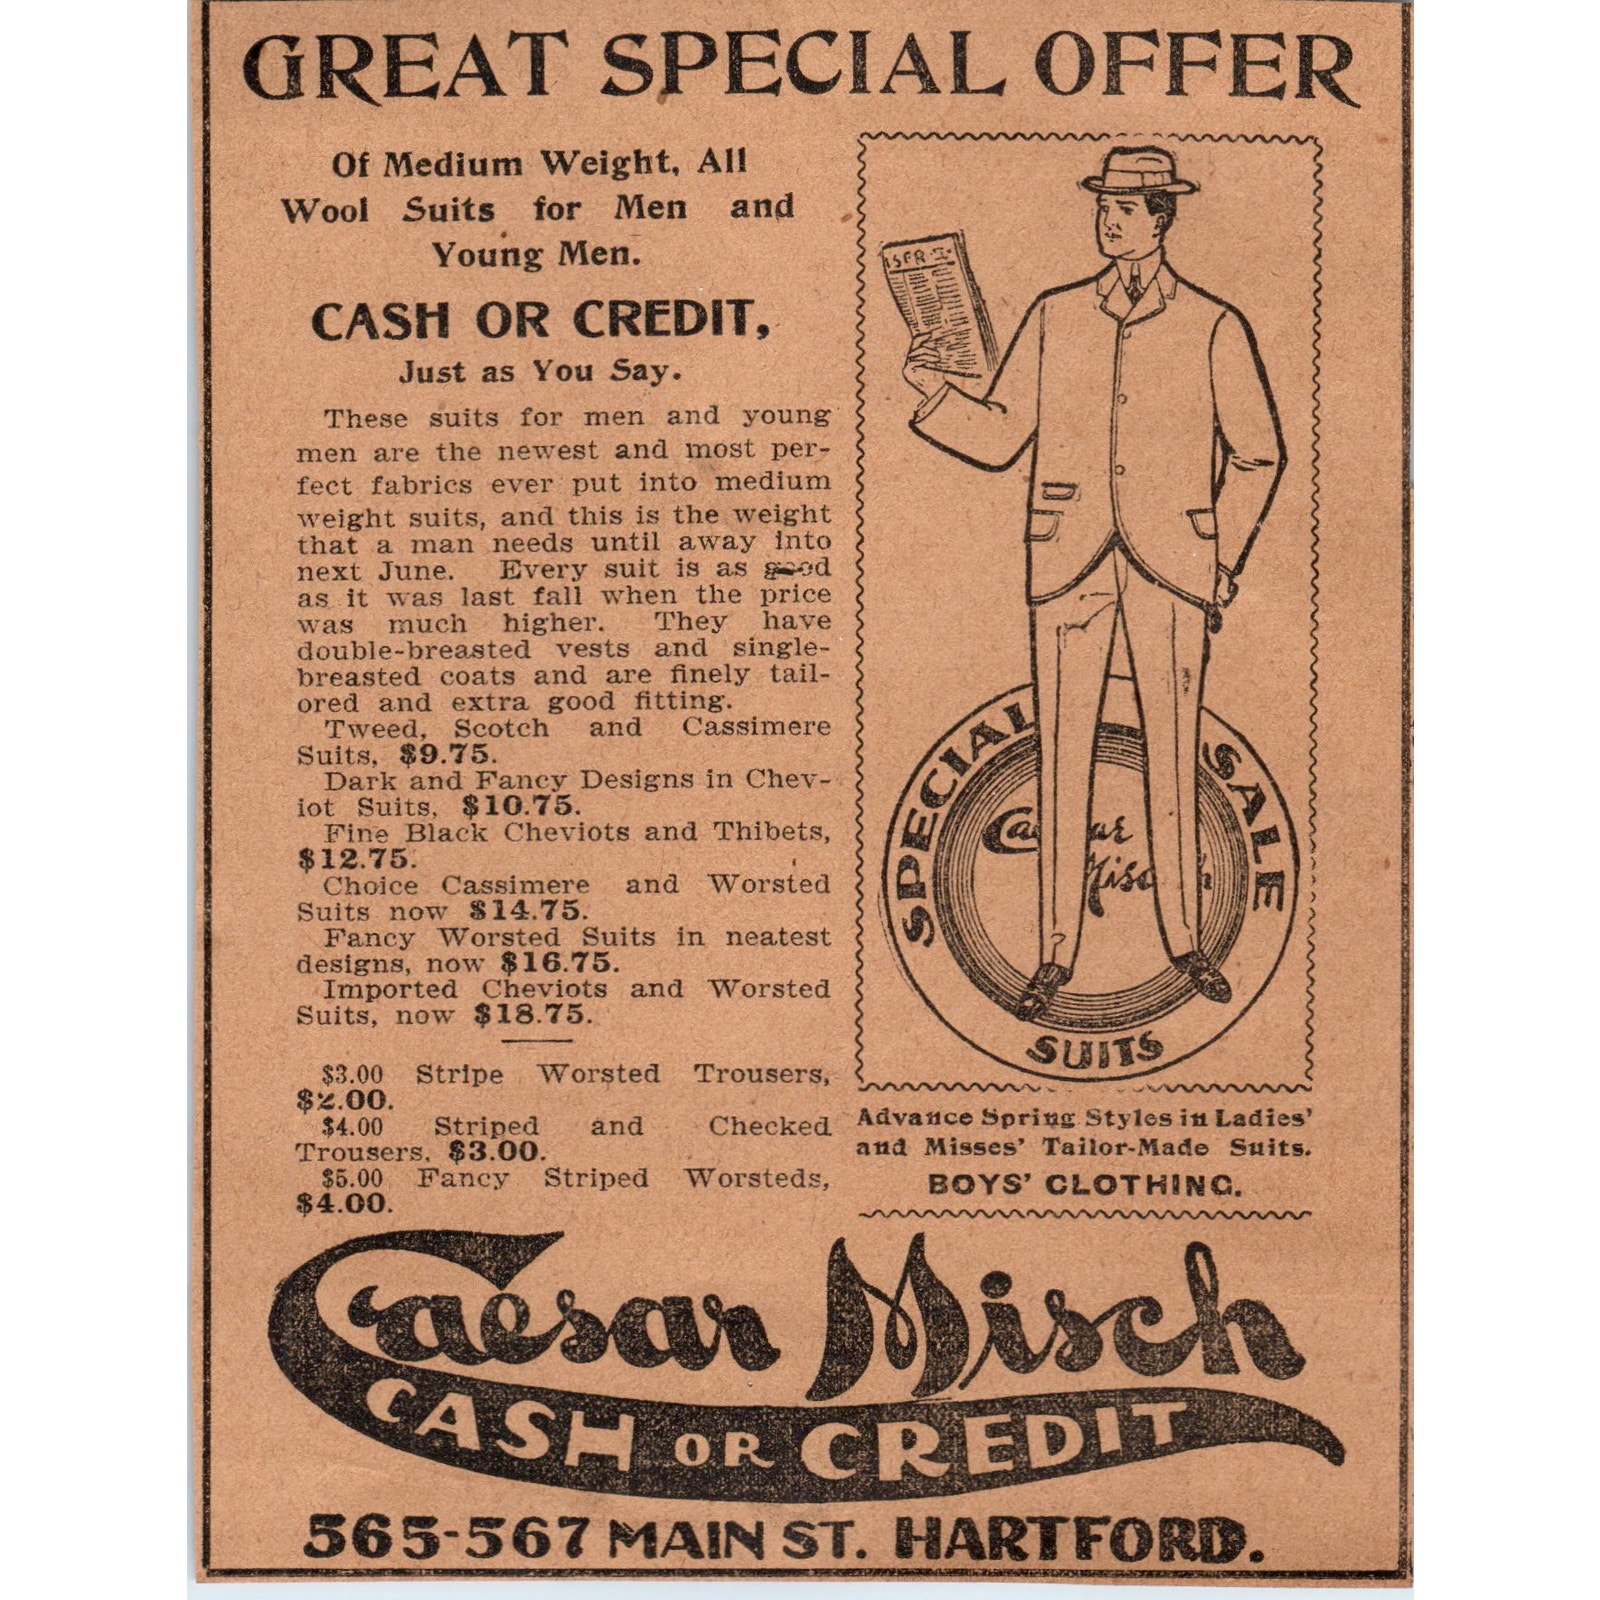 GREAT SPECIAL OFFER
Of Medium Weight, All
Wool Suits for Men and
Young Men.
CASH OR CREDIT,
Just as You Say.
These suits for men and young
men are the newest and most per-
fect fabrics ever put into medium
weight suits, and this is the weight
that a man needs until away into
next June. Every suit is as good
as it was last fall when the price
was much higher. They have
double-breasted vests and single-
breasted coats and are finely tail-
ored and extra good fitting.
Tweed, Scotch and Cassimere
Suits, $9.75.
Dark and Fancy Designs in Chev-
iot Suits, $10.75.
Fine Black Cheviots and Thibets,
$12.75.
Choice Cassimere and Worsted
Suits now $14.75.
Fancy Worsted Suits in neatest
designs, now $16.75.
Imported Cheviots and Worsted
Suits, now $18.75.
$3.00 Stripe Worsted Trousers,
$2.00.
$4.00 Striped and Checked
Trousers, $3.00.
$5.00 Fancy Striped Worsteds,
$4.00.
SPECIAL SALE
SUITS
Advance Spring Styles in Ladies'
and Misses' Tailor-Made Suits.
BOYS' CLOTHING.
Caesar Misch
CASH OR CREDIT
565-567 MAIN ST. HARTFORD.